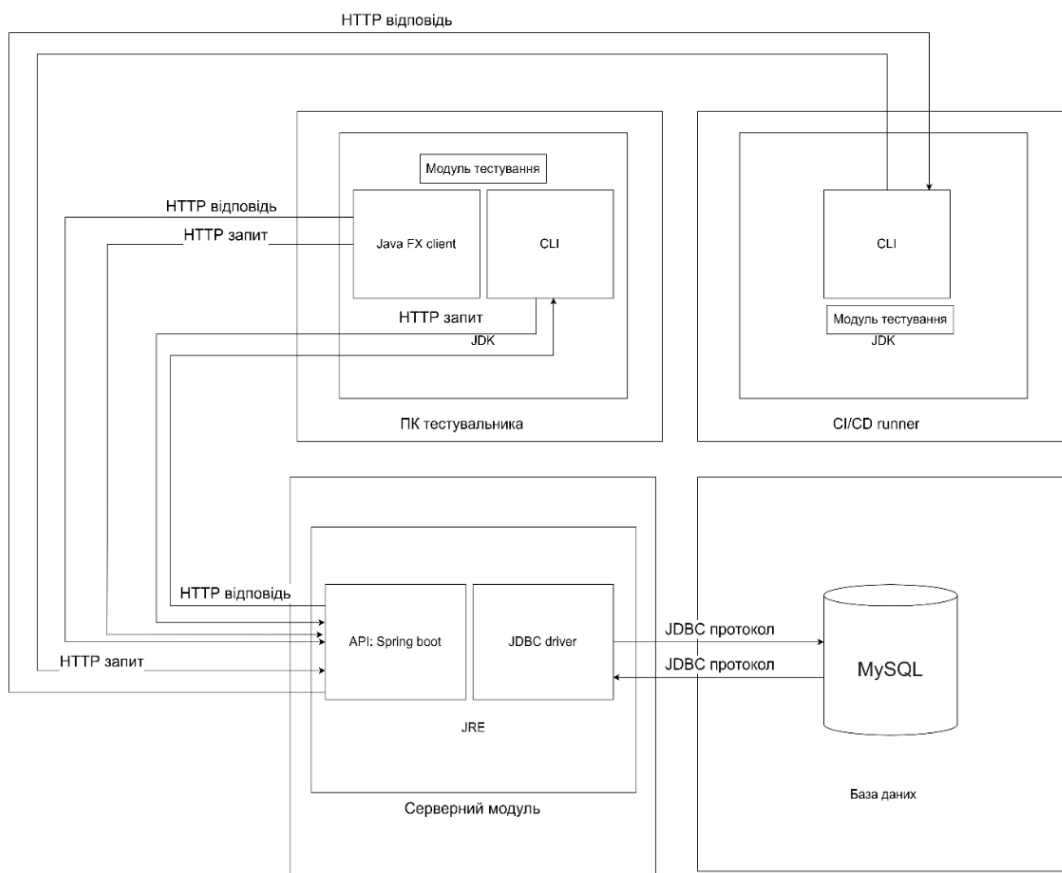 HTTP відповідь
Модуль тестування
HTTP відповідь
HTTP запит
Java FX client
CLI
CLI
HTTP запит
JDK
Модуль тестування
JDK
ПК тестувальника
CI/CD runner
HTTP відповідь
API: Spring boot
JDBC driver
JDBC протокол
JDBC протокол
MySQL
HTTP запит
JRE
База даних
Серверний модуль